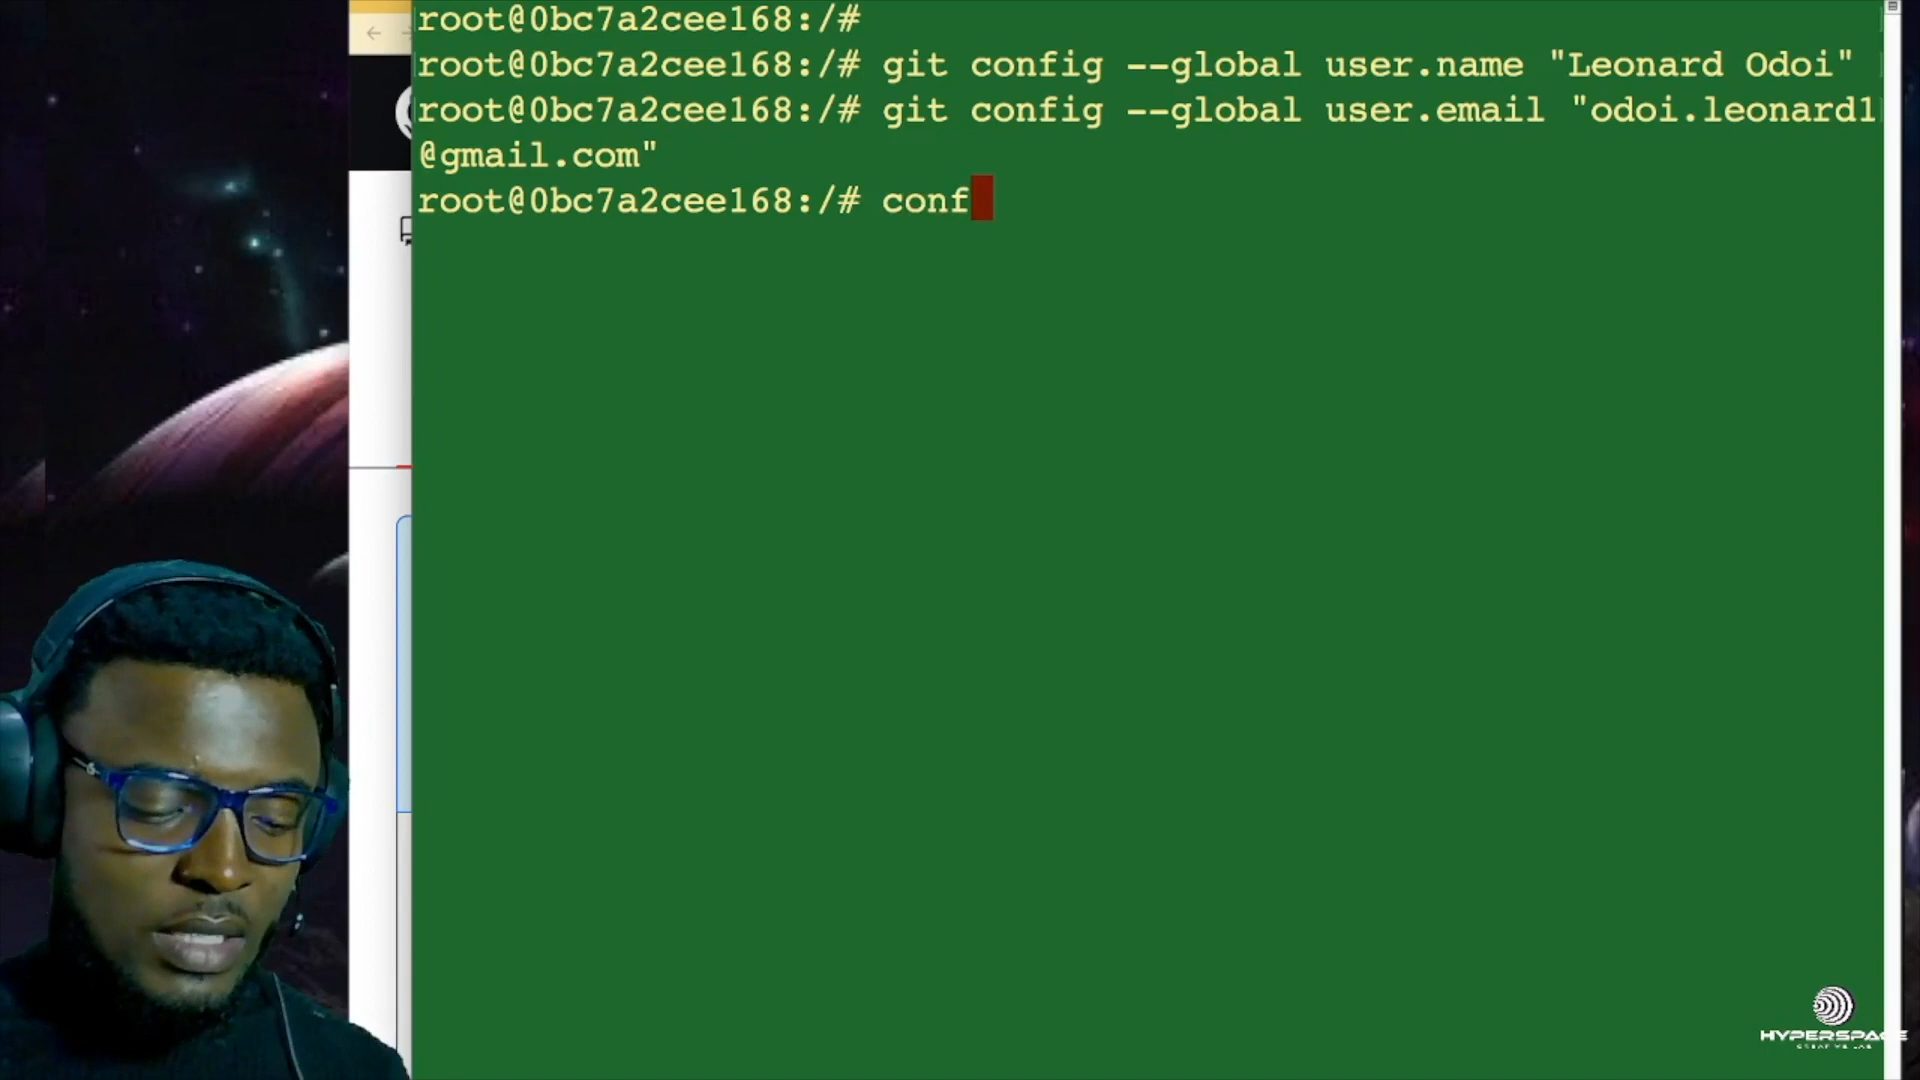 root@0bc7a2cee168:/#
root@0bc7a2cee168:/# git config --global user.name "Leonard Odoi"
root@0bc7a2cee168:/# git config --global user.email "odoi.leonard1
@gmail.com"
root@0bc7a2cee168:/# conf
HYPERSPACE